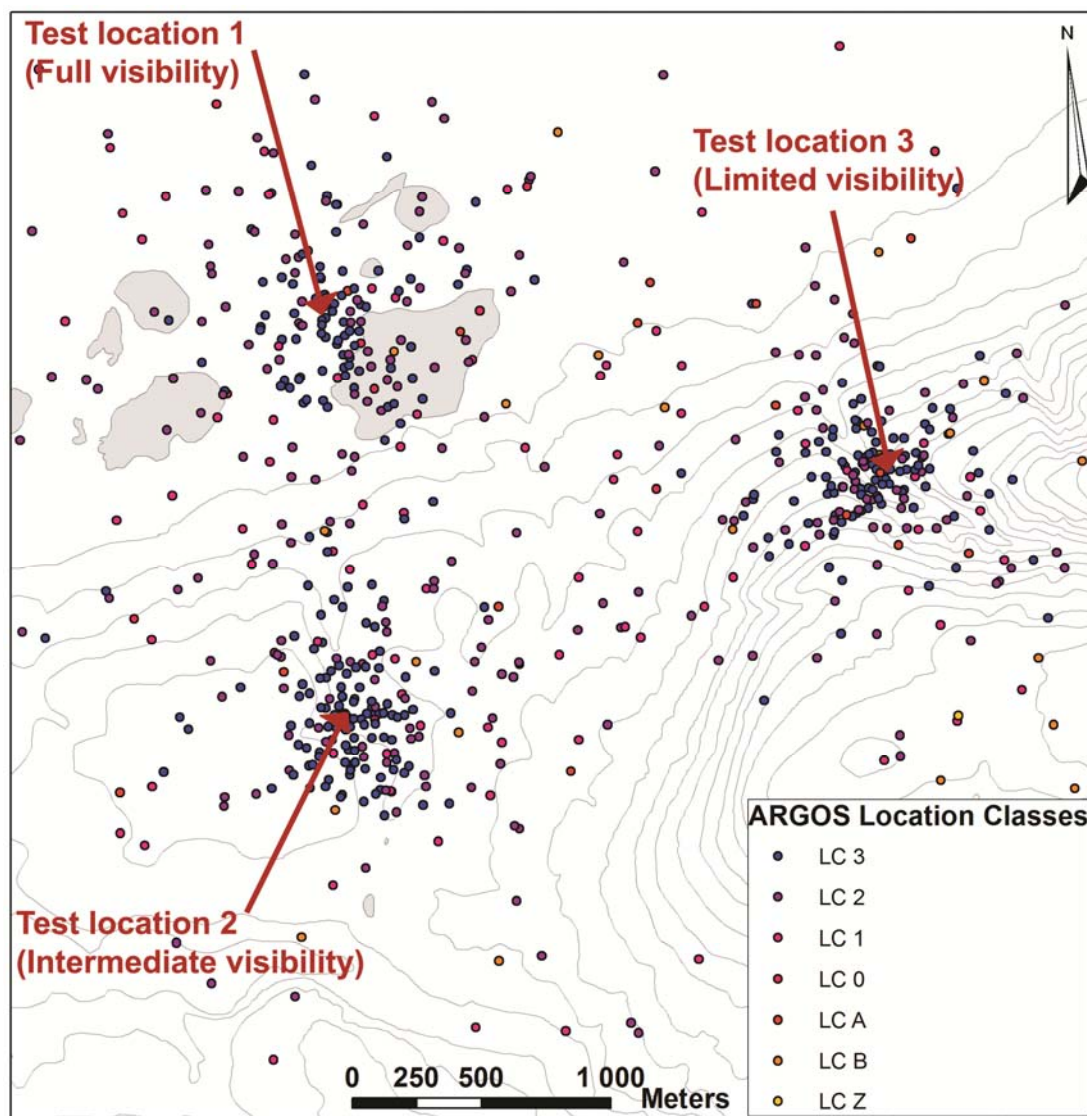 Test location 1
(Full visibility)
N
Test location 3
(Limited visibility)
Test location 2
(Intermediate visibility)
ARGOS Location Classes
LC 3
LC 2
LC 1
LC 0
LC A
LC B
LC Z
0 250 500 1 000
Meters